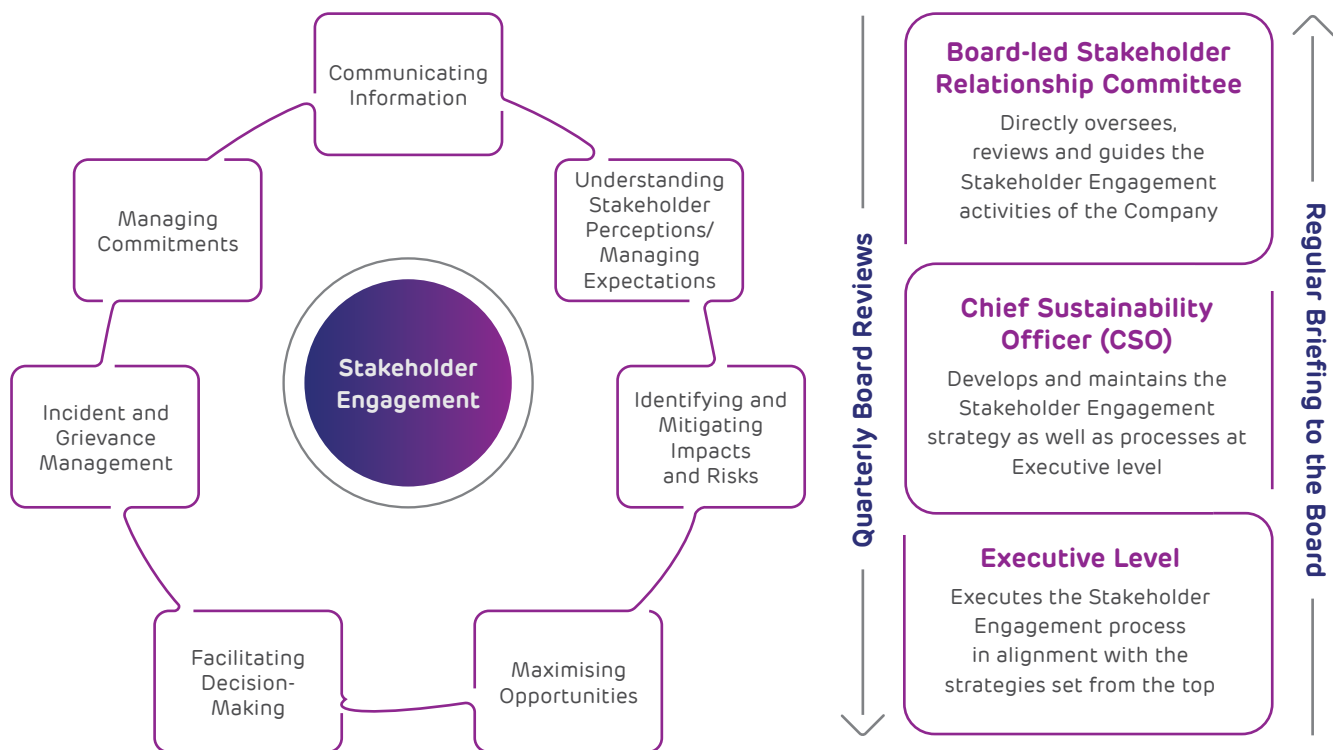 Communicating
Information
Understanding
Stakeholder
Perceptions/
Managing
Expectations
Identifying and
Mitigating
Impacts
and Risks
Maximising
Opportunities
Facilitating
Decision-
Making
Incident and
Grievance
Management
Managing
Commitments
Stakeholder
Engagement
Quarterly Board Reviews
Board-led Stakeholder
Relationship Committee
Directly oversees,
reviews and guides the
Stakeholder Engagement
activities of the Company
Chief Sustainability
Officer (CSO)
Develops and maintains the
Stakeholder Engagement
strategy as well as processes at
Executive level
Executive Level
Executes the Stakeholder
Engagement process
in alignment with the
strategies set from the top
Regular Briefing to the Board